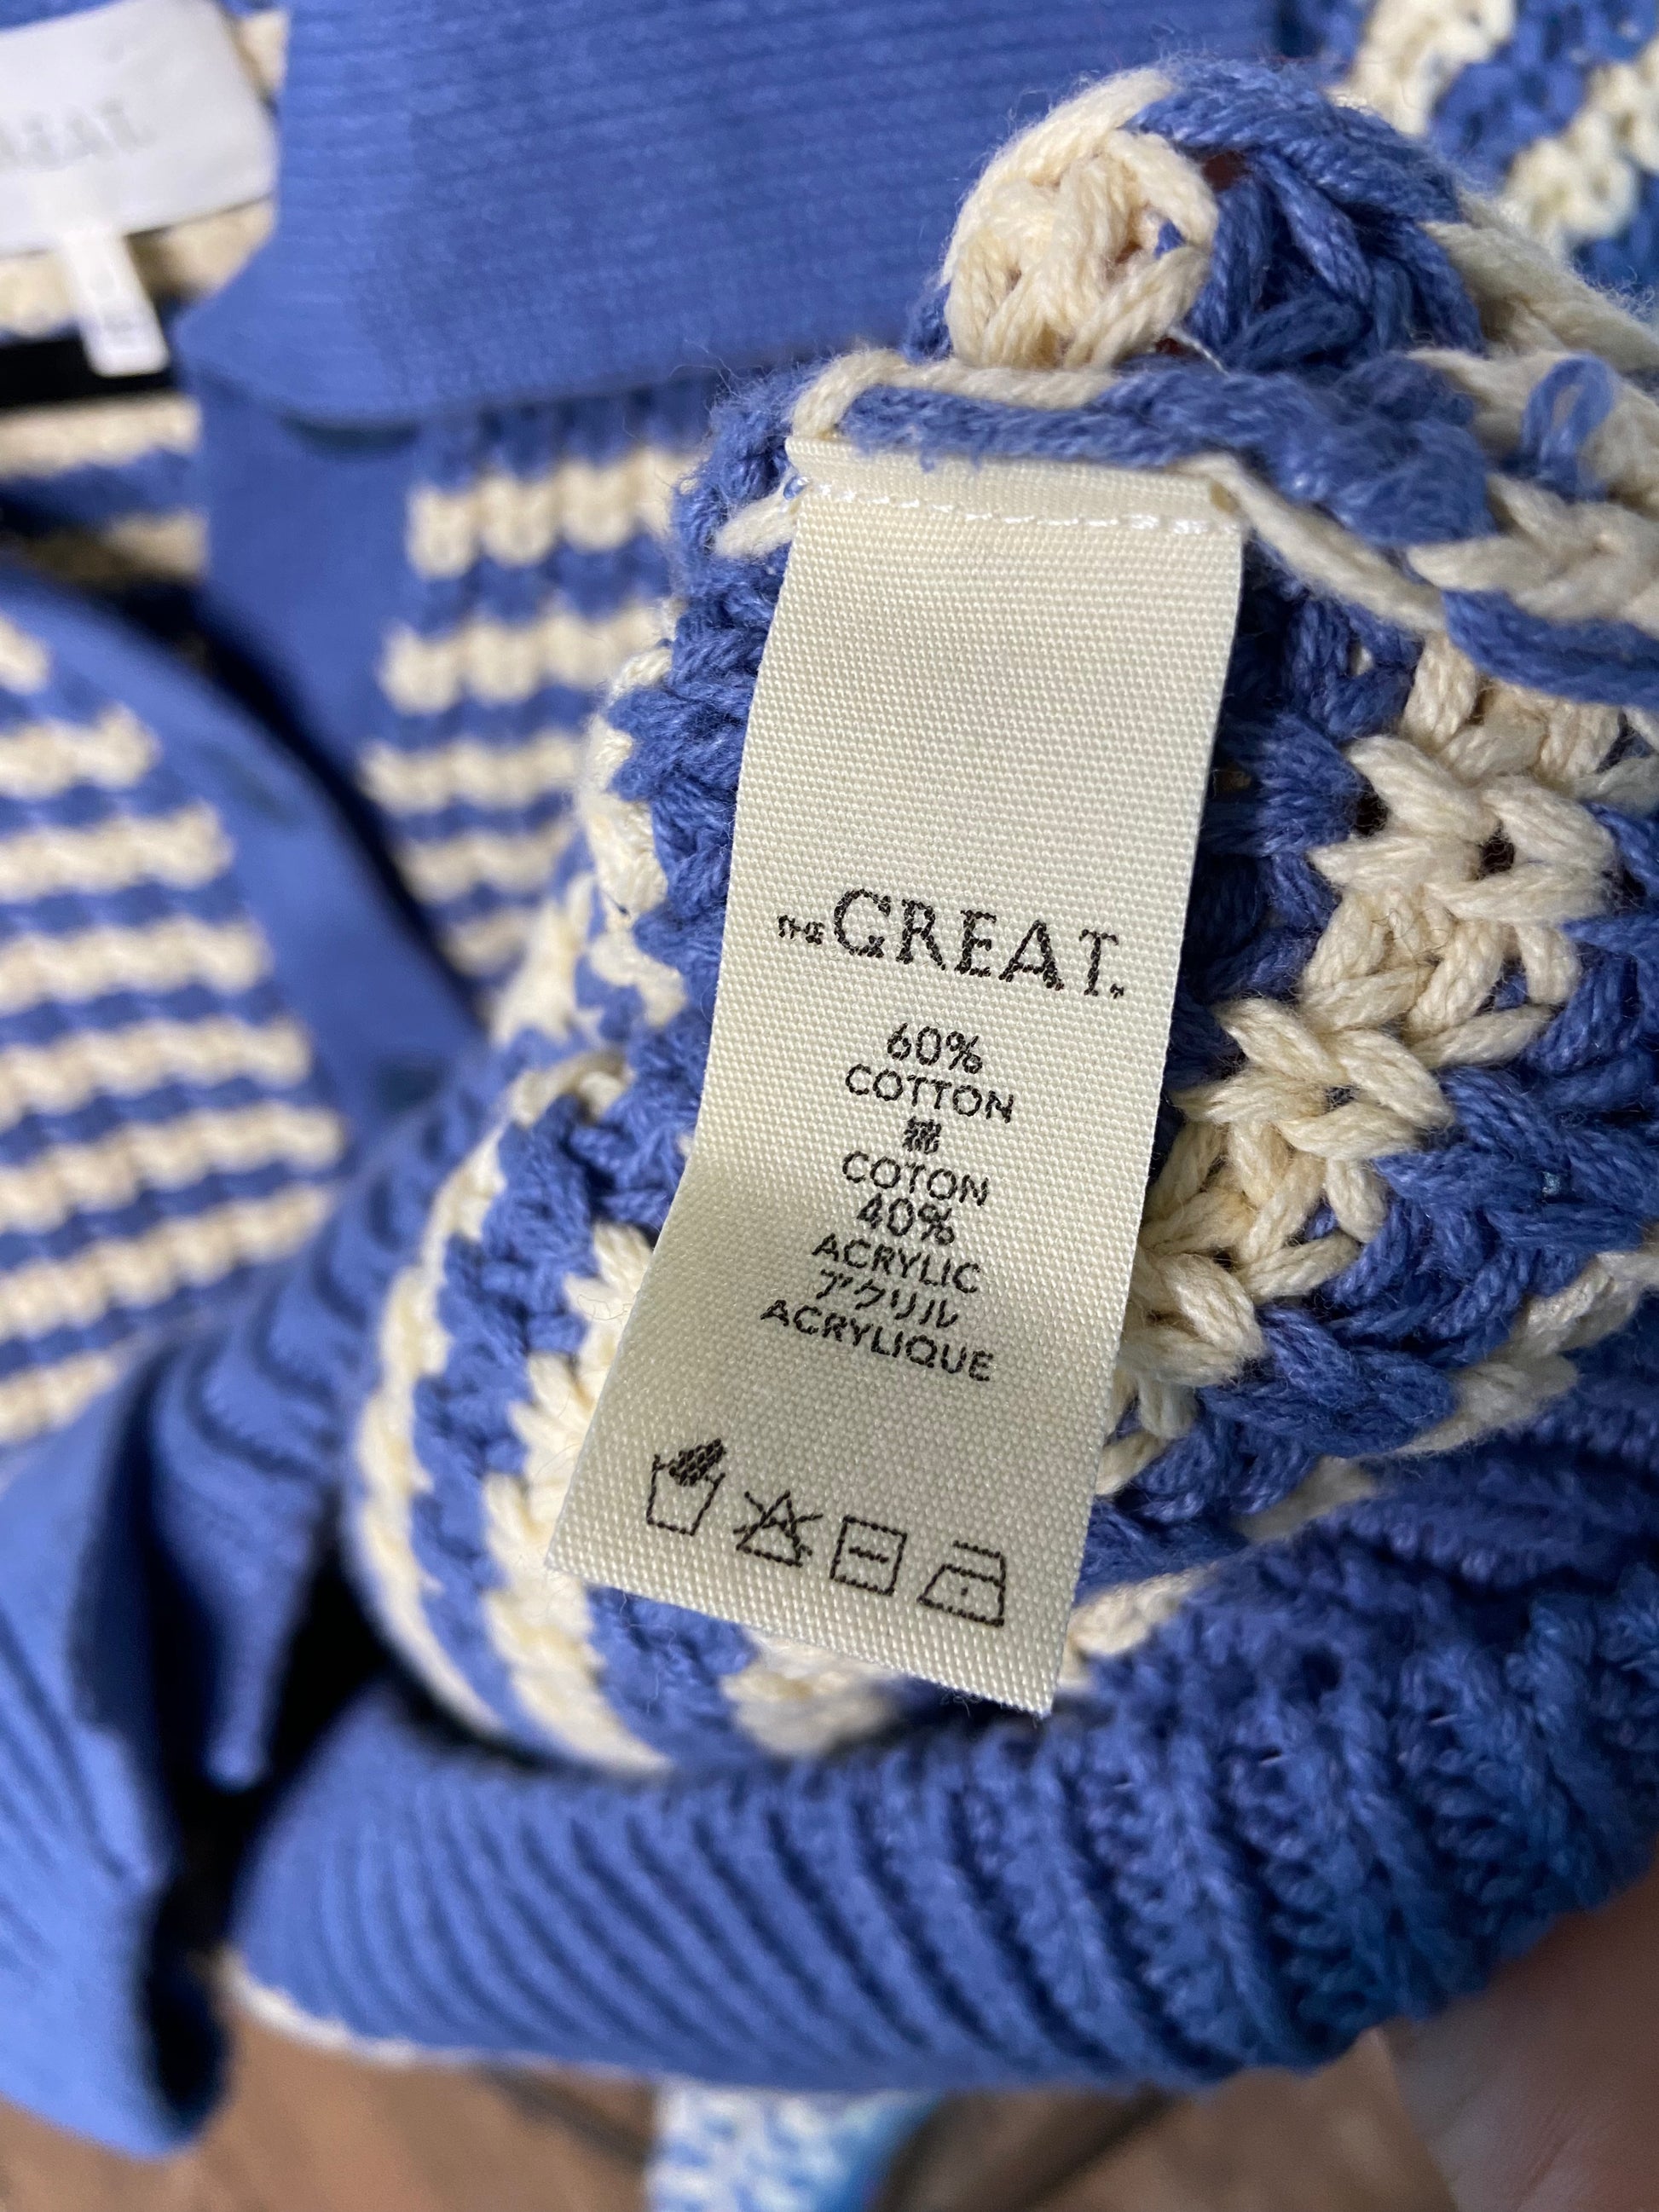 THE GREAT.
60%
COTTON
綿
COTON
40%
ACRYLIC
アクリル
ACRYLIQUE